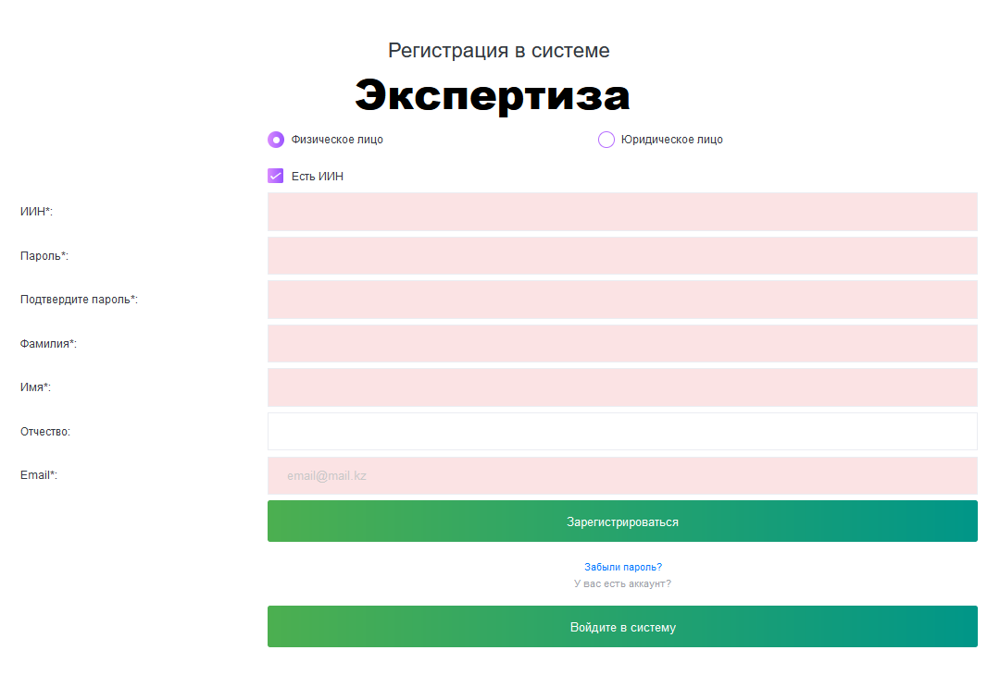 Регистрация в системе
Экспертиза
Физическое лицо Юридическое лицо
Есть ИИН
ИИН*:
Пароль*:
Подтвердите пароль*:
Фамилия*:
Имя*:
Отчество:
Email*: email@mail.kz
Зарегистрироваться
Забыли пароль?
У вас есть аккаунт?
Войдите в систему